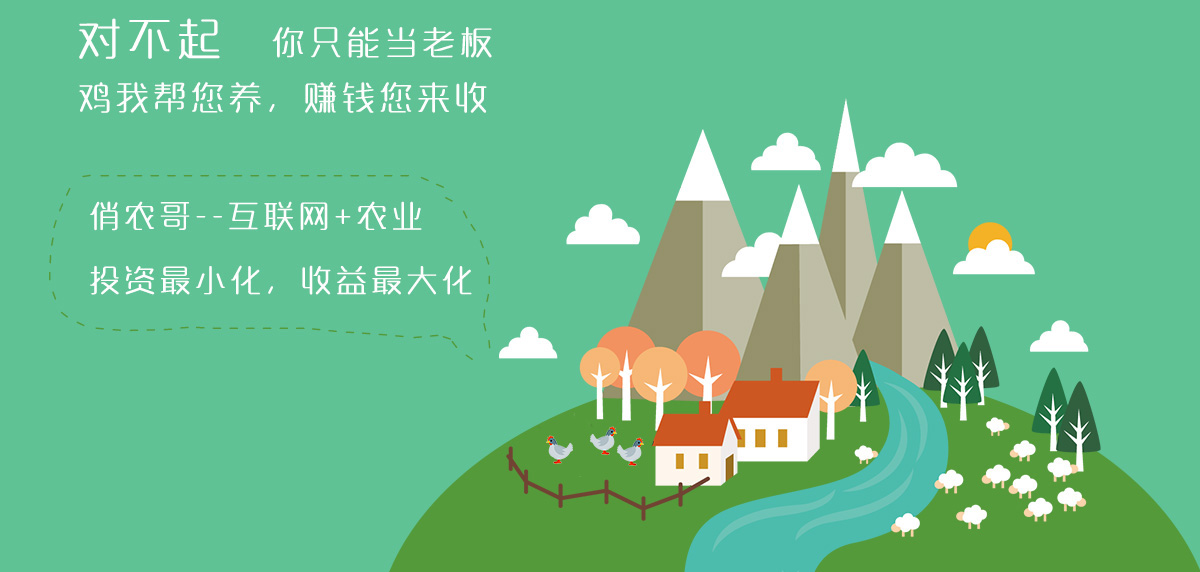 对不起 你只能当老板
鸡我帮您养，赚钱您来收
俏农哥--互联网+农业
投资最小化，收益最大化